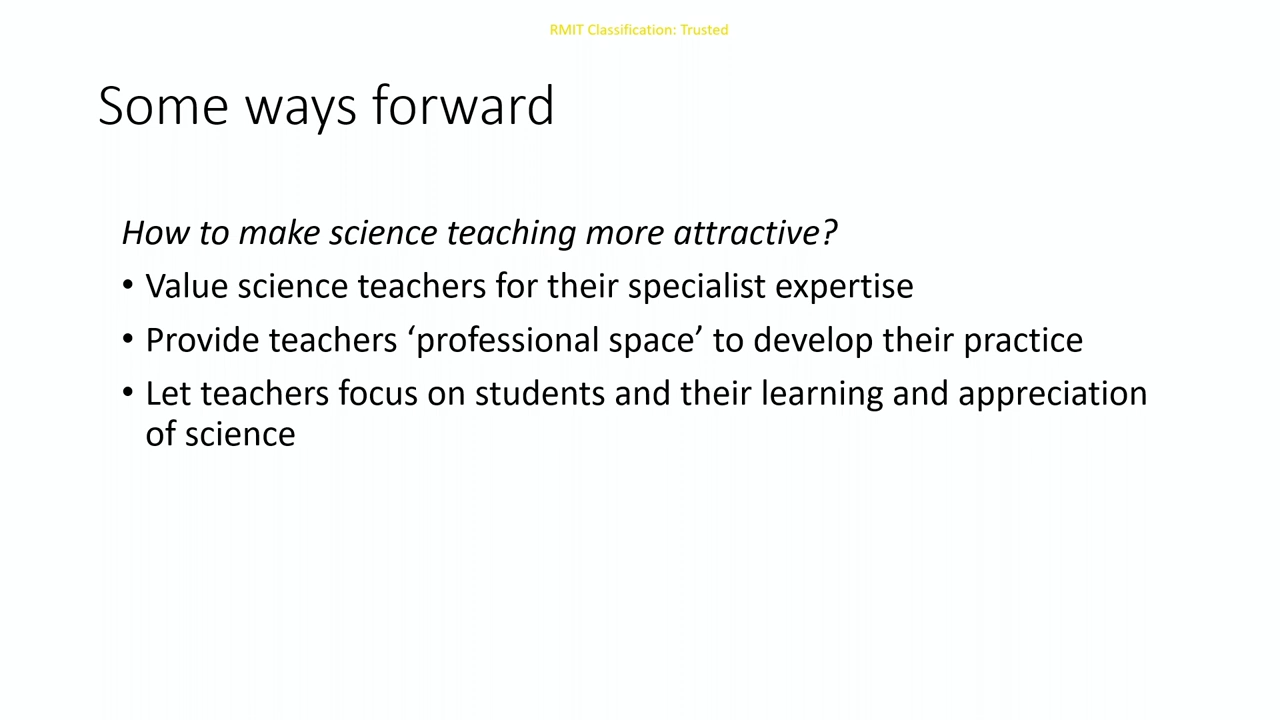 RMIT Classification: Trusted
Some ways forward
How to make science teaching more attractive?
• Value science teachers for their specialist expertise
• Provide teachers ‘professional space’ to develop their practice
• Let teachers focus on students and their learning and appreciation
of science